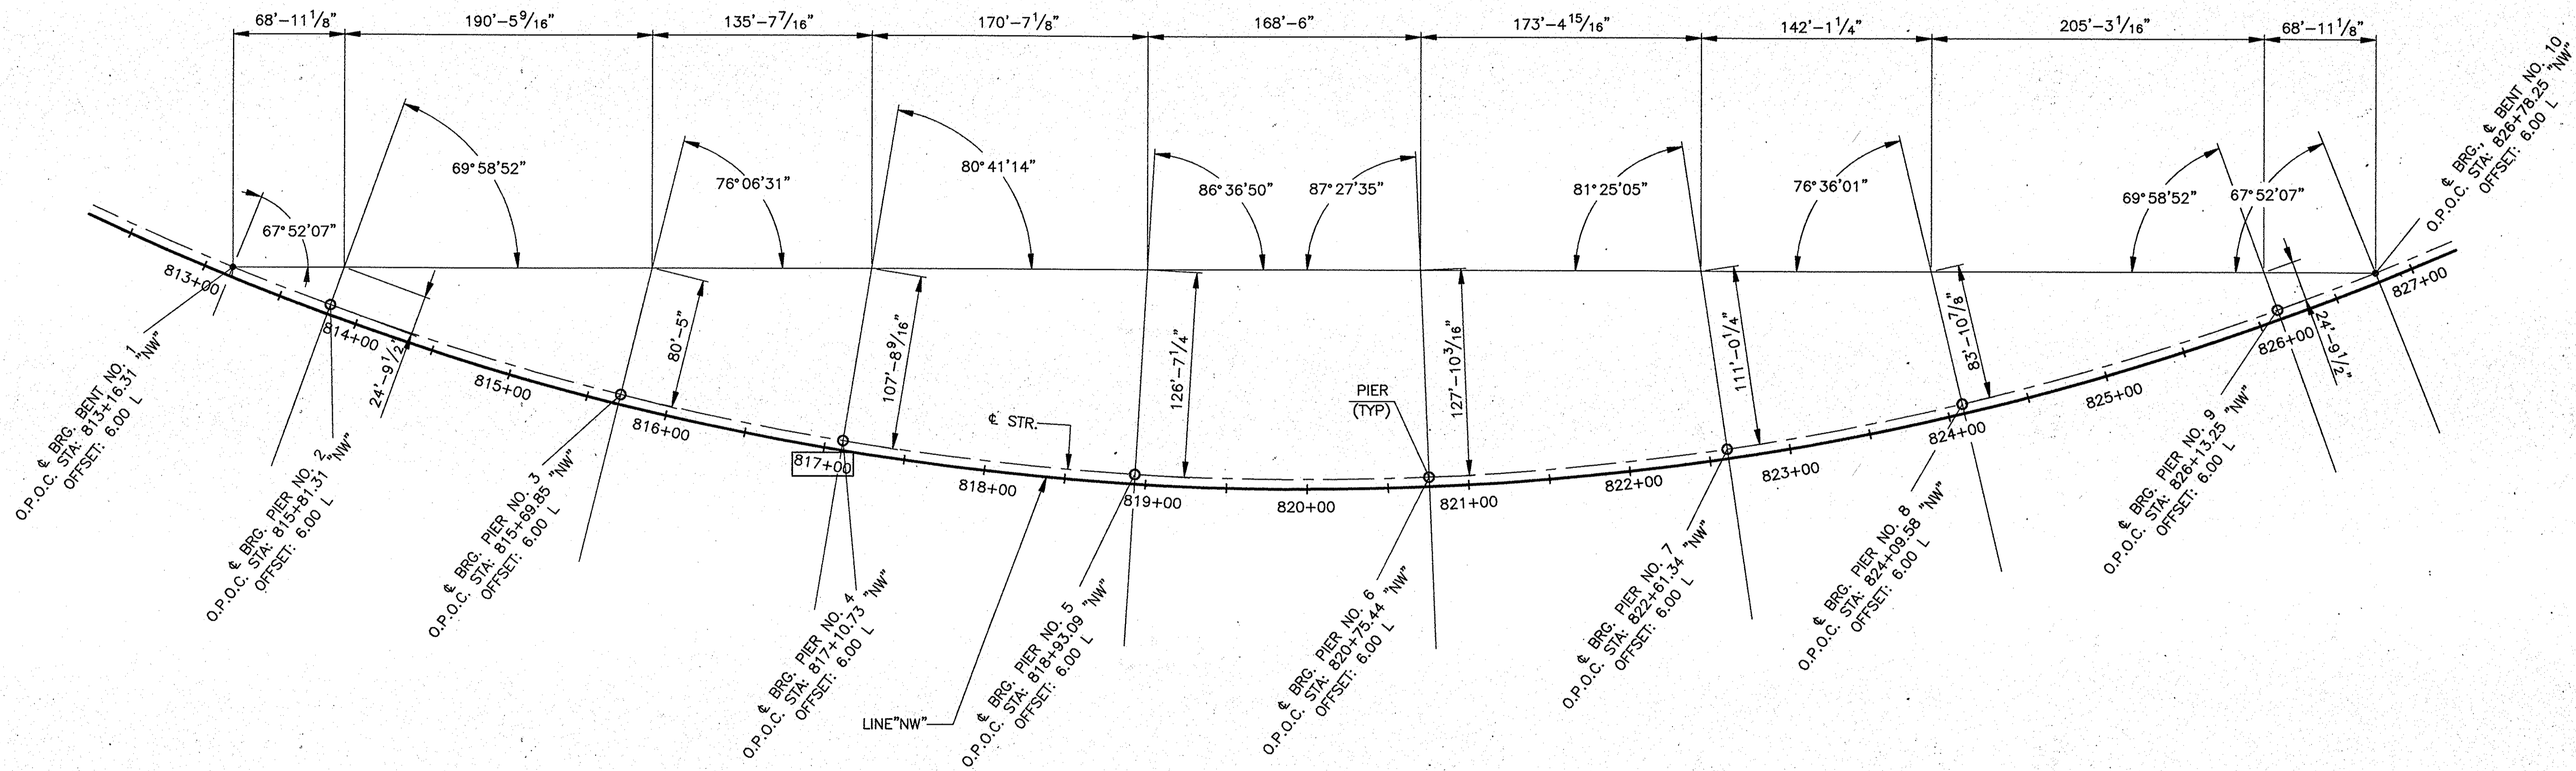 68'-11 1/8"
190'-5 9/16"
135'-7 7/16"
170'-7 1/8"
168'-6"
173'-4 15/16"
142'-1 1/4"
205'-3 1/16"
68'-11 1/8"
67°52'07"
69°58'52"
76°06'31"
80°41'14"
86°36'50"
87°27'35"
81°25'05"
76°36'01"
69°58'52"
67°52'07"
24'-9 1/2"
80'-5"
107'-8 9/16"
126'-7 1/4"
127'-10 3/16"
111'-0 1/4"
83'-10 7/8"
24'-9 1/2"
813+00
814+00
815+00
816+00
817+00
818+00
819+00
820+00
821+00
822+00
823+00
824+00
825+00
826+00
827+00
℄ STR.
PIER
(TYP)
LINE"NW"
℄ BRG. BENT NO. 1
O.P.O.C. STA: 813+16.31 "NW"
OFFSET: 6.00 L
℄ BRG. PIER NO. 2
O.P.O.C. STA: 815+81.31 "NW"
OFFSET: 6.00 L
℄ BRG. PIER NO. 3
O.P.O.C. STA: 815+69.85 "NW"
OFFSET: 6.00 L
℄ BRG. PIER NO. 4
O.P.O.C. STA: 817+10.73 "NW"
OFFSET: 6.00 L
℄ BRG. PIER NO. 5
O.P.O.C. STA: 818+93.09 "NW"
OFFSET: 6.00 L
℄ BRG. PIER NO. 6
O.P.O.C. STA: 820+75.44 "NW"
OFFSET: 6.00 L
℄ BRG. PIER NO. 7
O.P.O.C. STA: 822+61.34 "NW"
OFFSET: 6.00 L
℄ BRG. PIER NO. 8
O.P.O.C. STA: 824+09.58 "NW"
OFFSET: 6.00 L
℄ BRG. PIER NO. 9
O.P.O.C. STA: 826+13.25 "NW"
OFFSET: 6.00 L
℄ BRG., ℄ BENT NO. 10
O.P.O.C. STA: 826+78.25 "NW"
OFFSET: 6.00 L